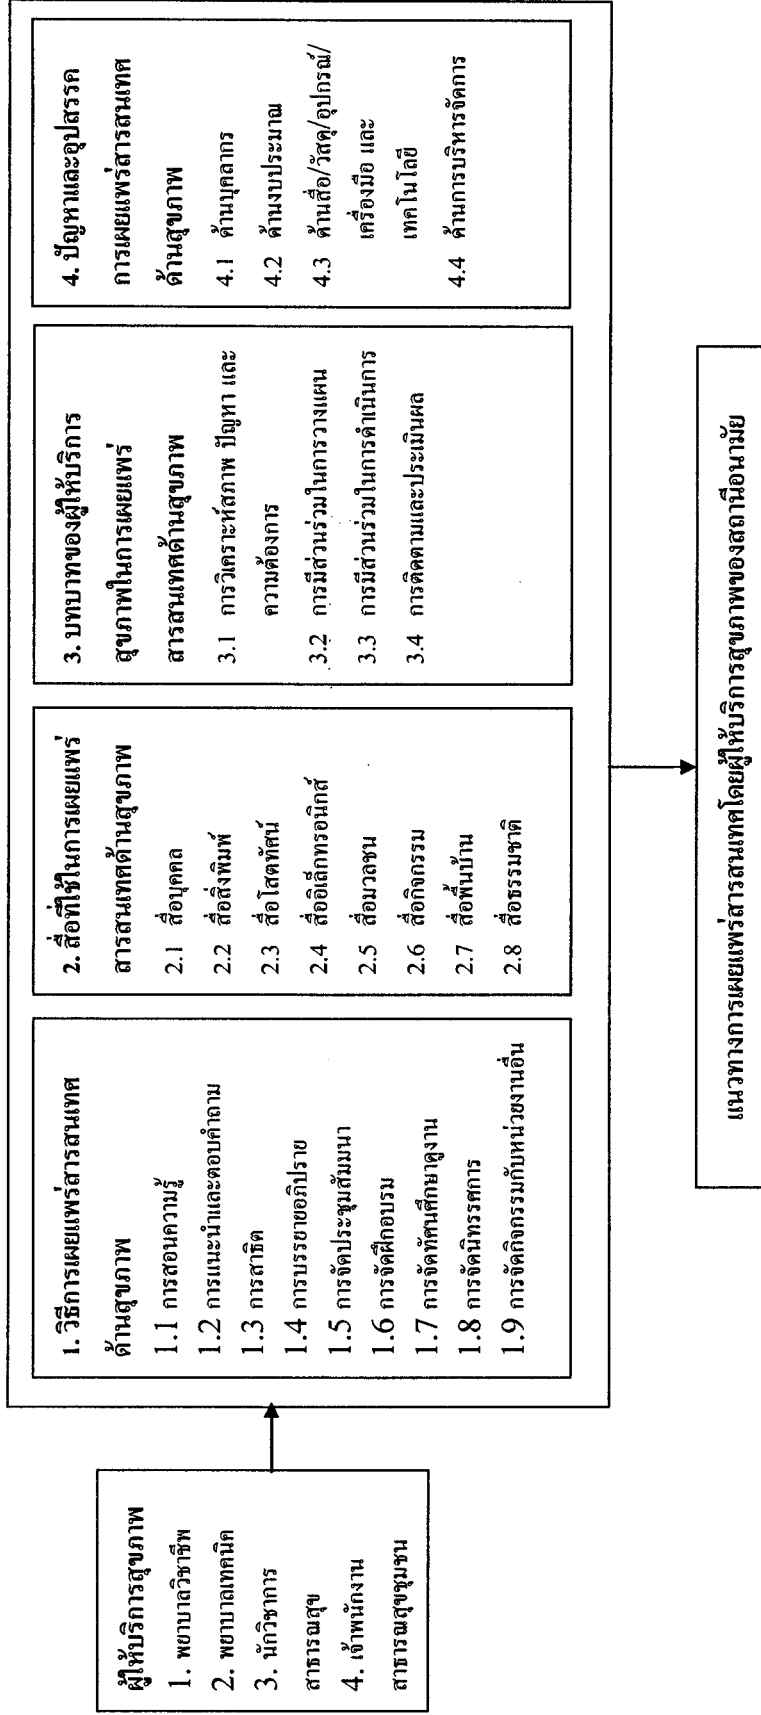 ผู้ให้บริการสุขภาพ
1. พยาบาลวิชาชีพ
2. พยาบาลเทคนิค
3. นักวิชาการ
สาธารณสุข
4. เจ้าพนักงาน
สาธารณสุขชุมชน
1. วิธีการเผยแพร่สารสนเทศ
ด้านสุขภาพ
1.1 การสอนความรู้
1.2 การแนะนำและตอบคำถาม
1.3 การสาธิต
1.4 การบรรยายอภิปราย
1.5 การจัดประชุมสัมมนา
1.6 การจัดฝึกอบรม
1.7 การจัดทัศนศึกษาดูงาน
1.8 การจัดนิทรรศการ
1.9 การจัดกิจกรรมกับหน่วยงานอื่น
2. สื่อที่ใช้ในการเผยแพร่
สารสนเทศด้านสุขภาพ
2.1 สื่อบุคคล
2.2 สื่อสิ่งพิมพ์
2.3 สื่อโสตทัศน์
2.4 สื่ออิเล็กทรอนิกส์
2.5 สื่อมวลชน
2.6 สื่อกิจกรรม
2.7 สื่อพื้นบ้าน
2.8 สื่อธรรมชาติ
3. บทบาทของผู้ให้บริการ
สุขภาพในการเผยแพร่
สารสนเทศด้านสุขภาพ
3.1 การวิเคราะห์สภาพ ปัญหา และ
ความต้องการ
3.2 การมีส่วนร่วมในการวางแผน
3.3 การมีส่วนร่วมในการดำเนินการ
3.4 การติดตามและประเมินผล
4. ปัญหาและอุปสรรค
การเผยแพร่สารสนเทศ
ด้านสุขภาพ
4.1 ด้านบุคลากร
4.2 ด้านงบประมาณ
4.3 ด้านสื่อ/วัสดุ/อุปกรณ์/
เครื่องมือ และ
เทคโนโลยี
4.4 ด้านการบริหารจัดการ
แนวทางการเผยแพร่สารสนเทศโดยผู้ให้บริการสุขภาพของสถานีอนามัย